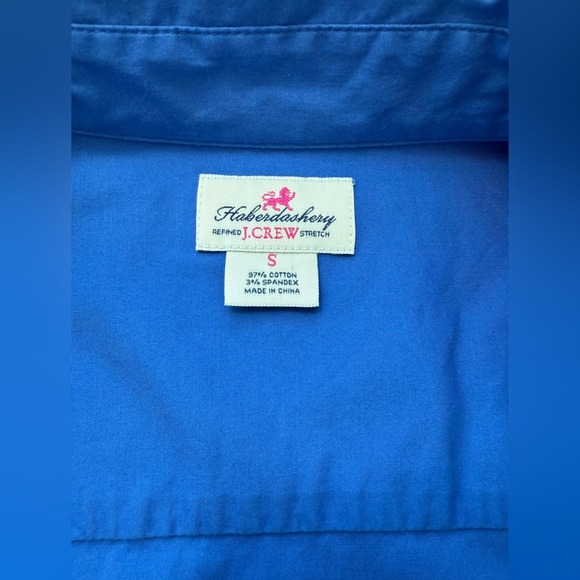 Haberdashery
REFINED J.CREW STRETCH
S
97% COTTON
3% SPANDEX
MADE IN CHINA